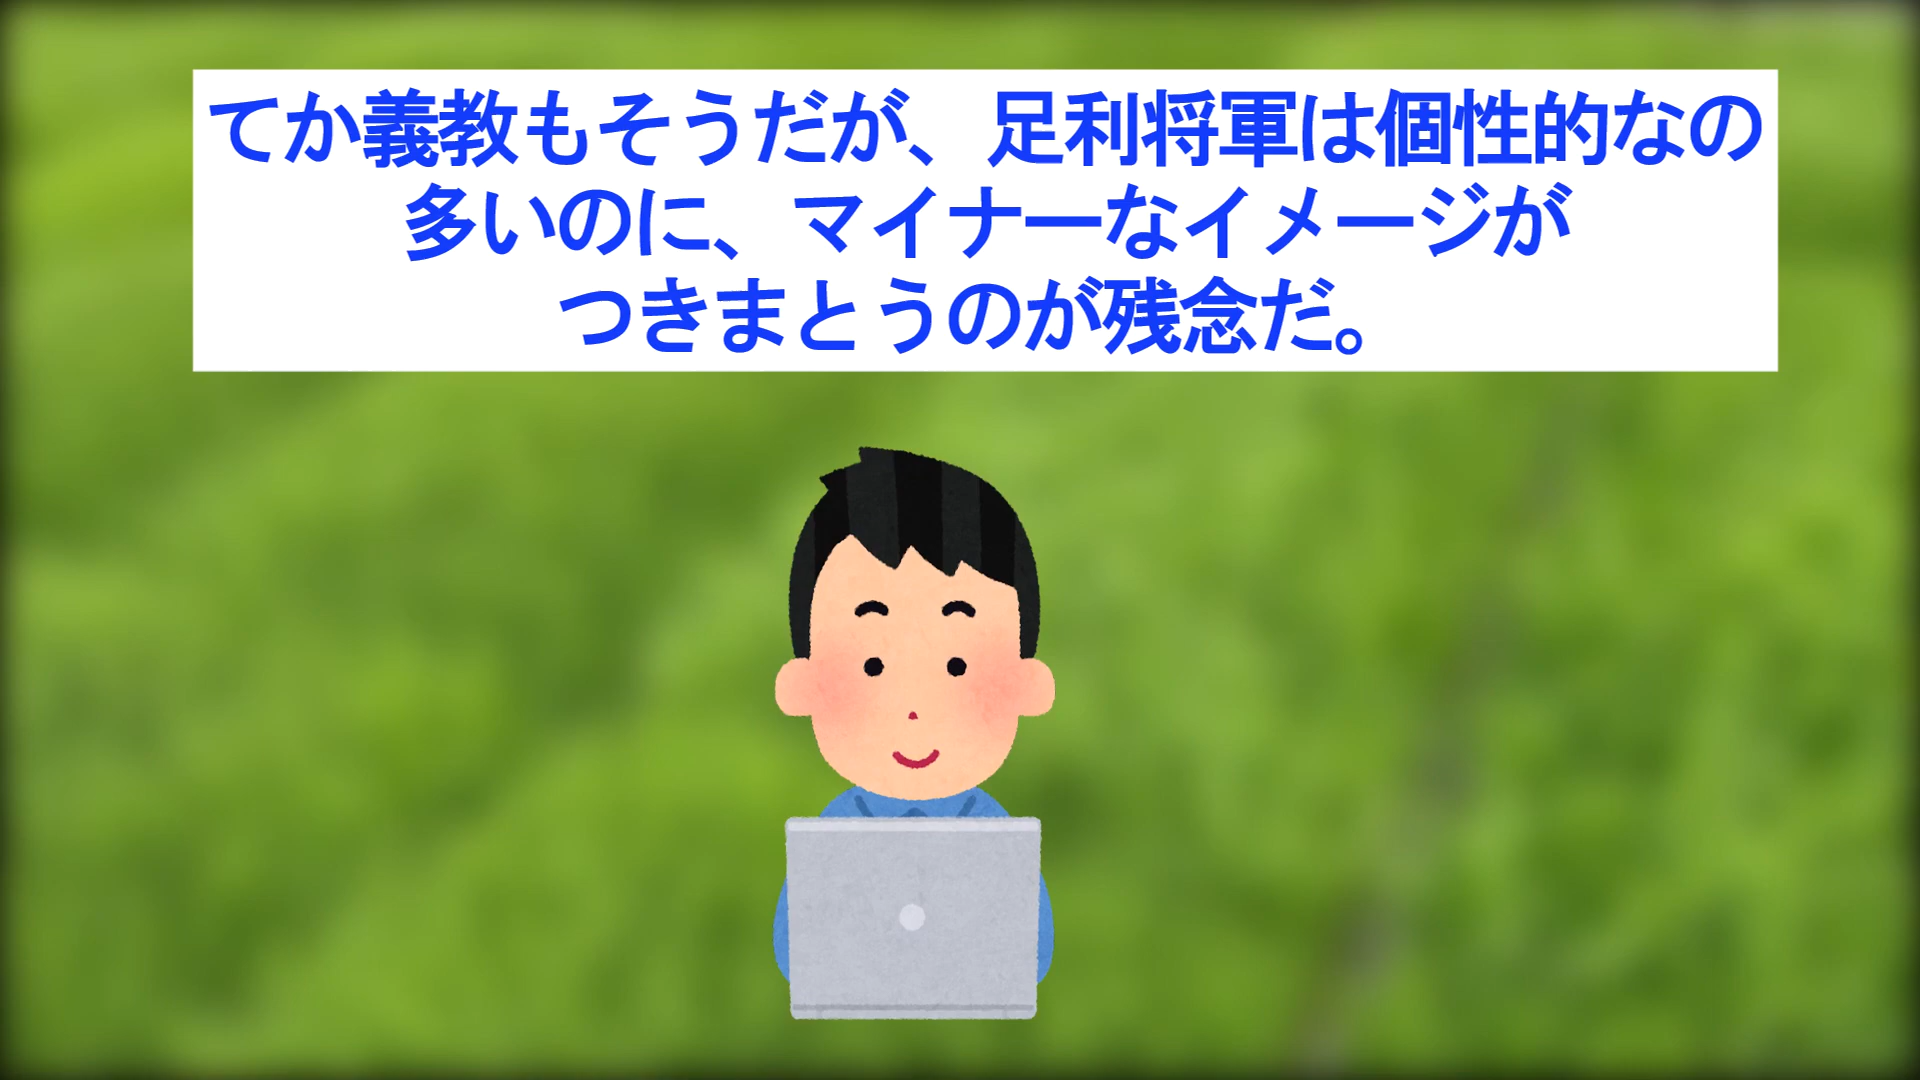 てか義教もそうだが、足利将軍は個性的なの
多いのに、マイナーなイメージが
つきまとうのが残念だ。